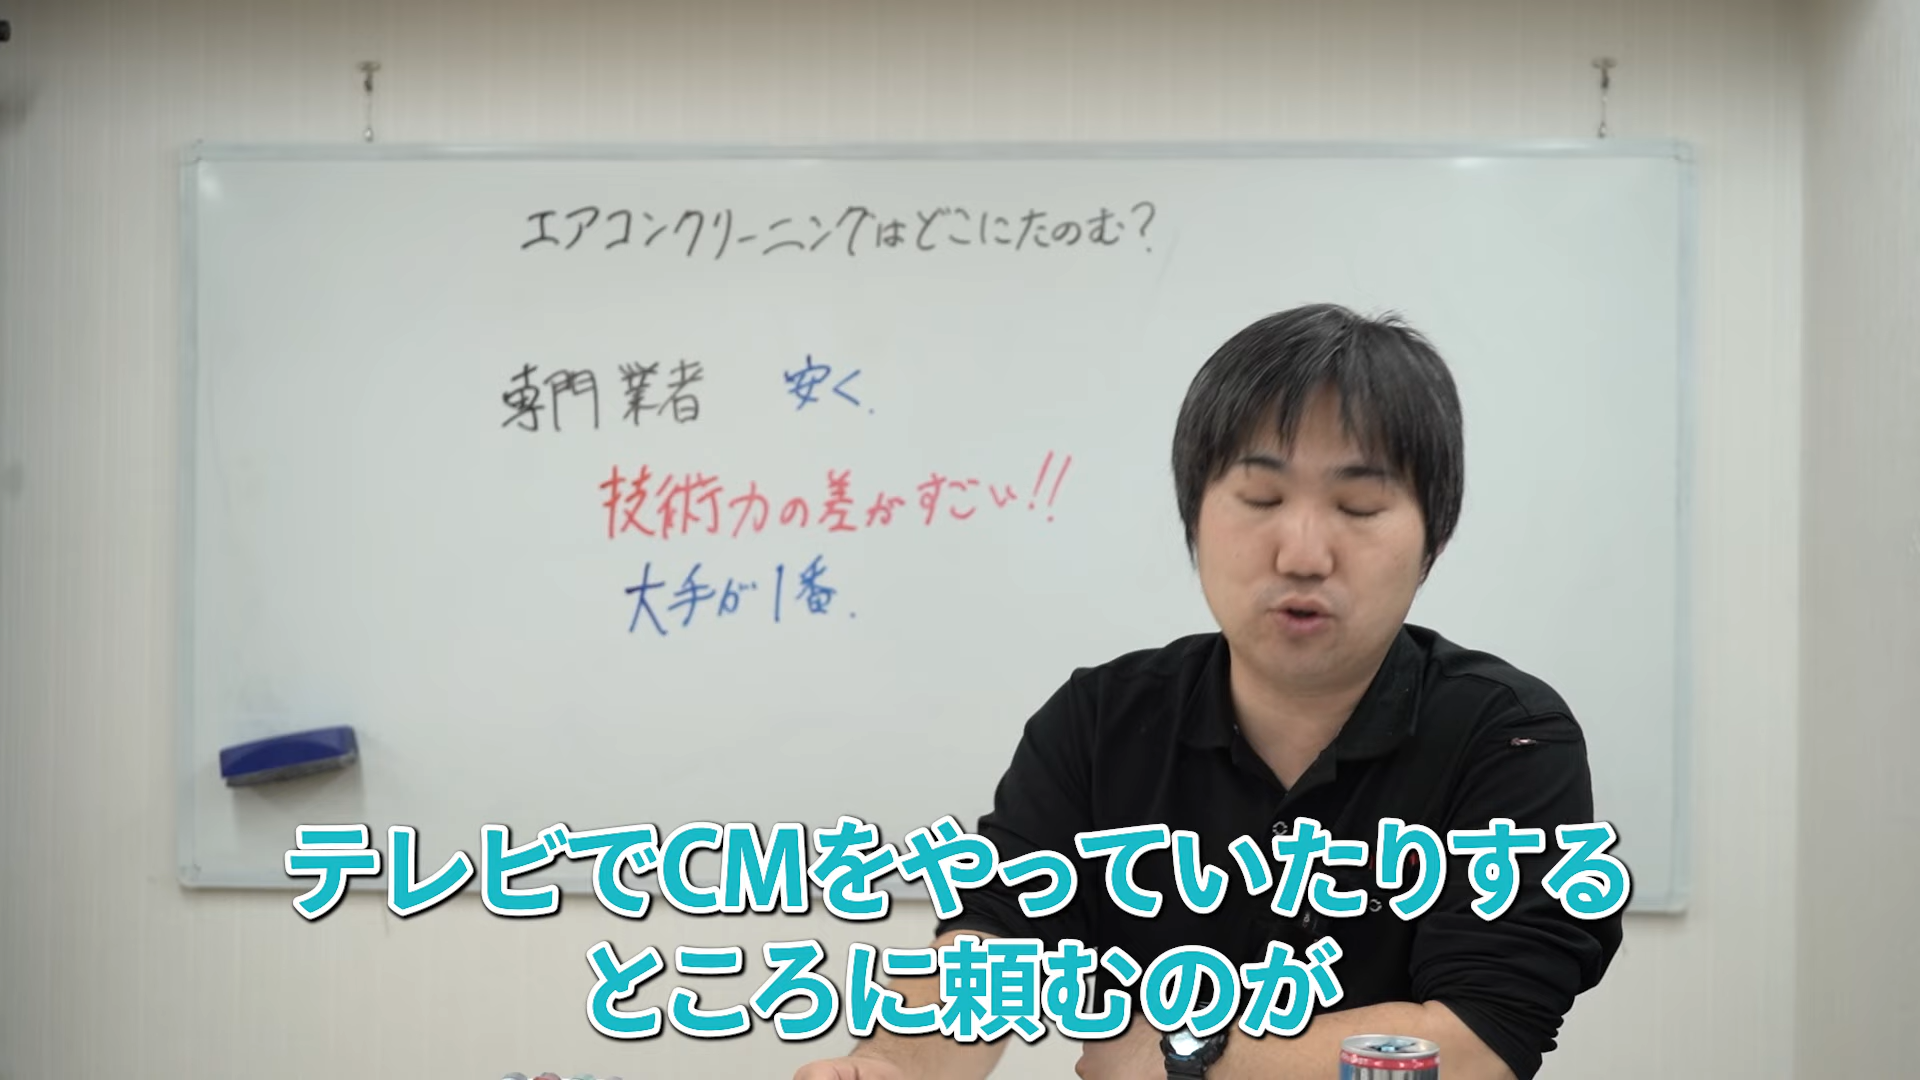 エアコンクリーニングはどこにたのむ?
専門業者 安く.
技術力の差がすごい!!
大手が1番.
テレビでCMをやっていたりする
ところに頼むのが